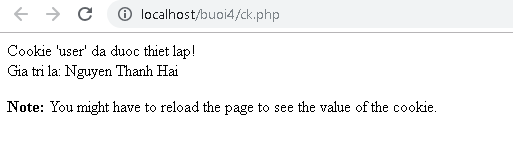 localhost/buoi4/ck.php
Cookie 'user' da duoc thiet lap!
Gia tri la: Nguyen Thanh Hai
Note: You might have to reload the page to see the value of the cookie.